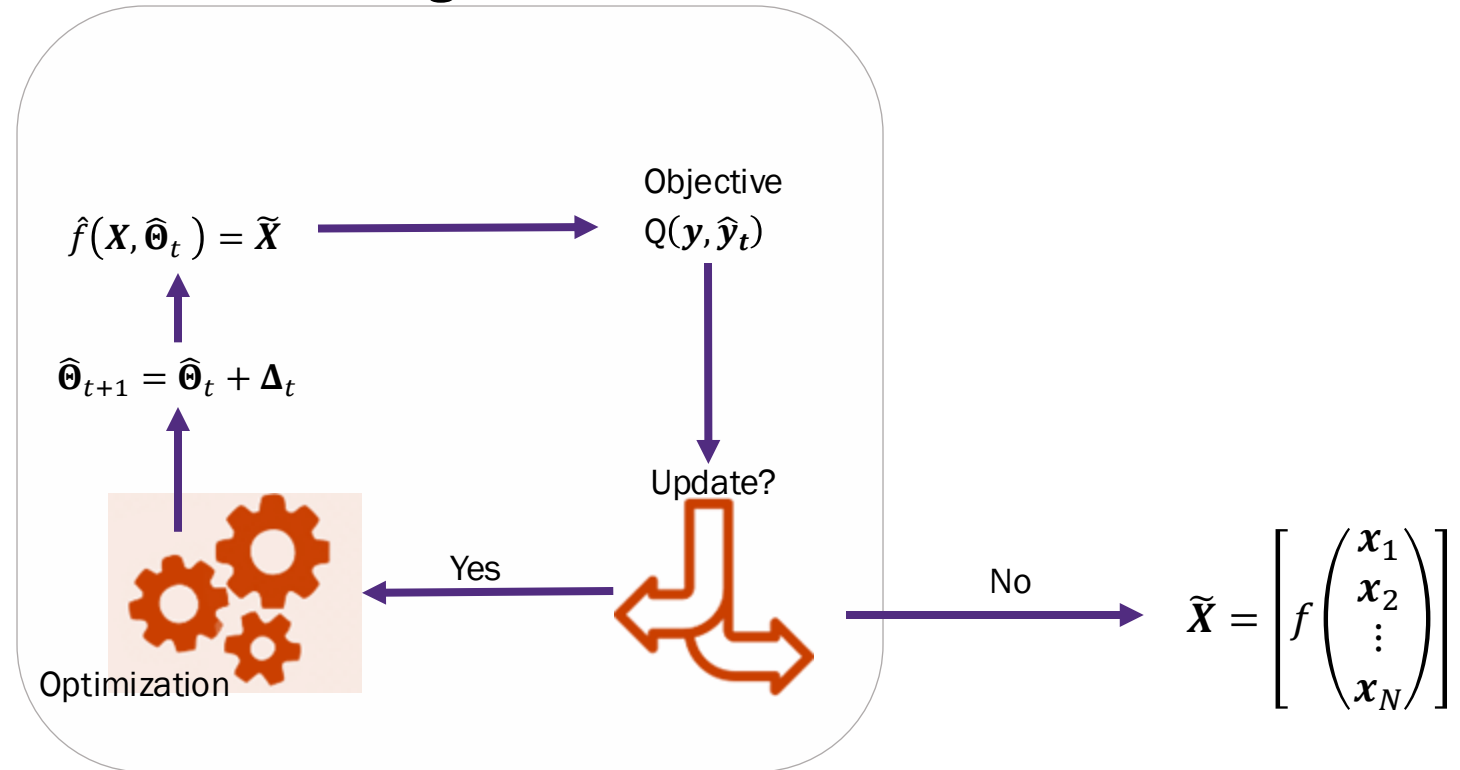 Objective
f̂(X, Θ̂_t ) = X̃
Q(y, ŷ_t)
Θ̂_{t+1} = Θ̂_t + Δ_t
Update?
Yes
No
X̃ = [f(x_1 x_2 ⋮ x_N)]
Optimization